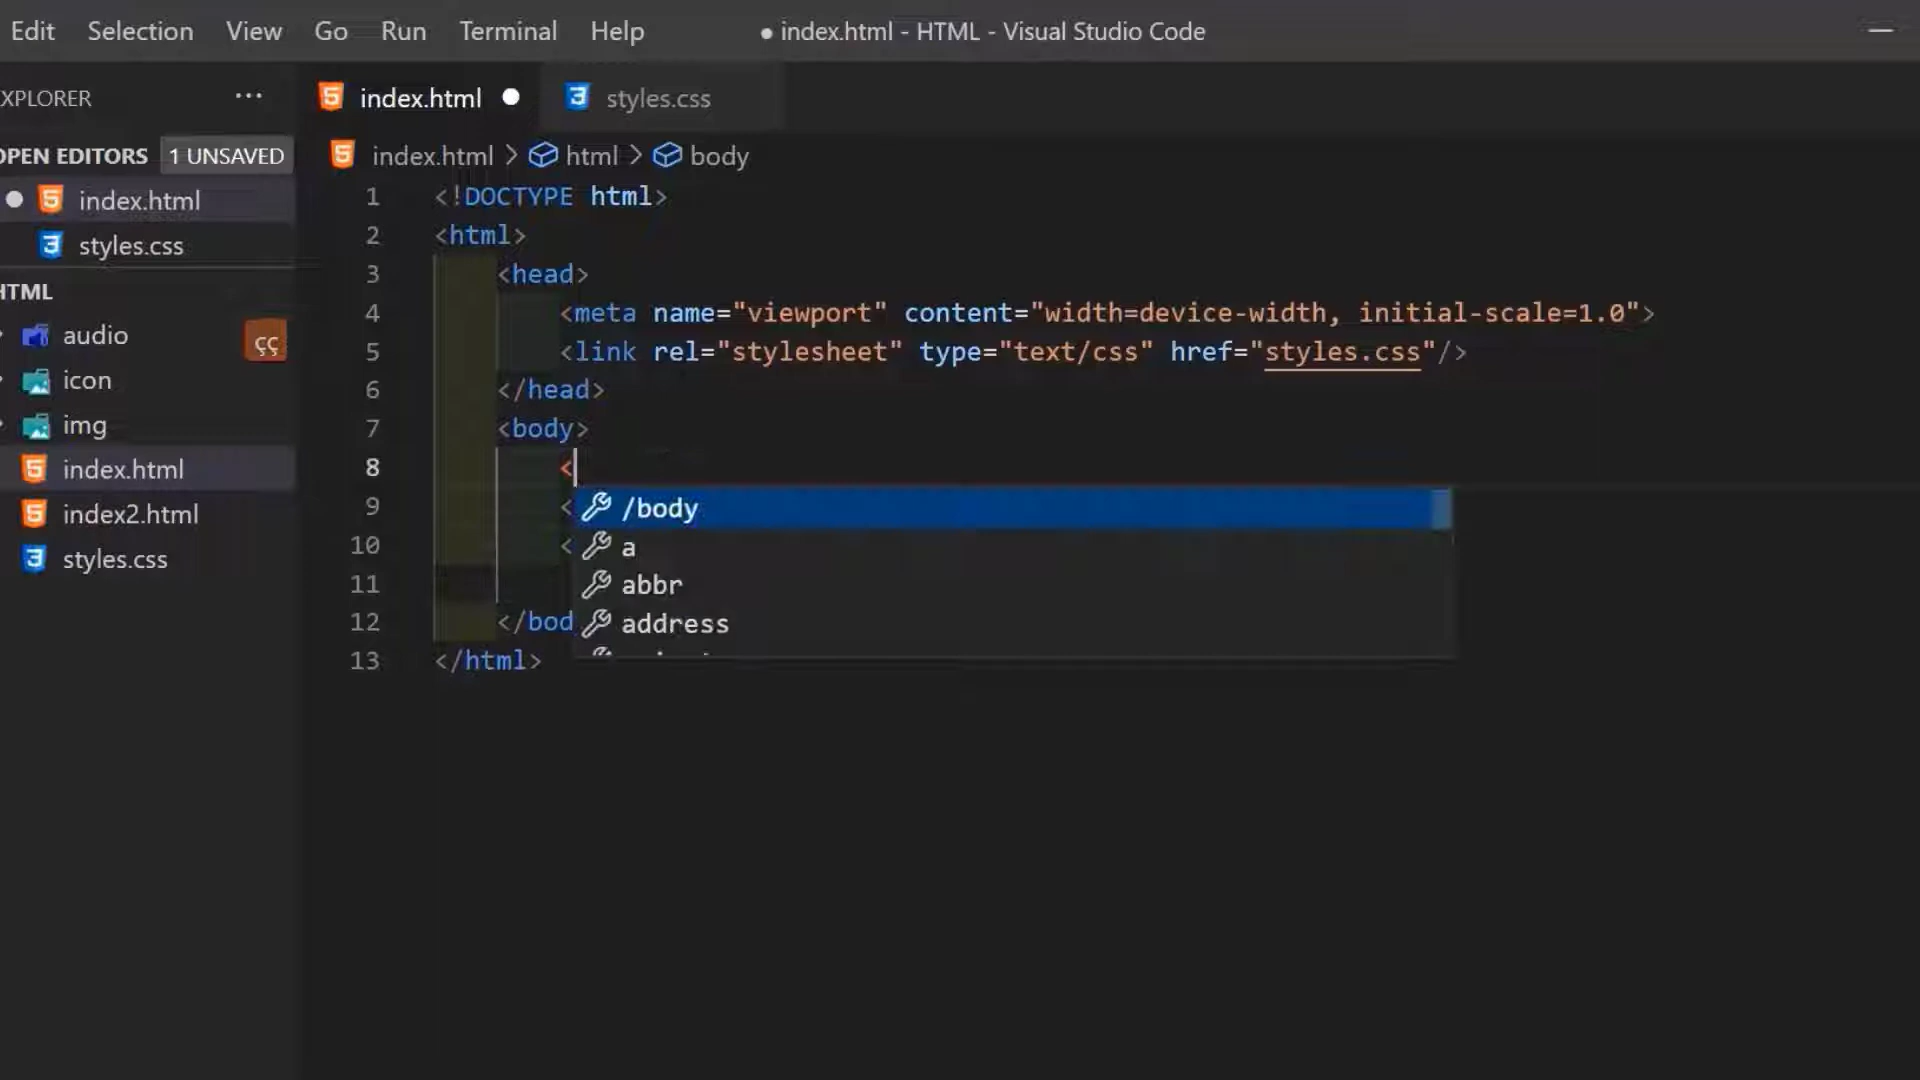 Edit Selection View Go Run Terminal Help ● index.html - HTML - Visual Studio Code
XPLORER ···
OPEN EDITORS 1 UNSAVED
index.html
styles.css
HTML
audio
çç
icon
img
index.html
index2.html
styles.css
index.html ● styles.css
index.html > html > body
1 <!DOCTYPE html>
2 <html>
3 <head>
4 <meta name="viewport" content="width=device-width, initial-scale=1.0">
5 <link rel="stylesheet" type="text/css" href="styles.css"/>
6 </head>
7 <body>
8 <
9 < /body
10 < a
11 abbr
12 </bod address
13 </html>